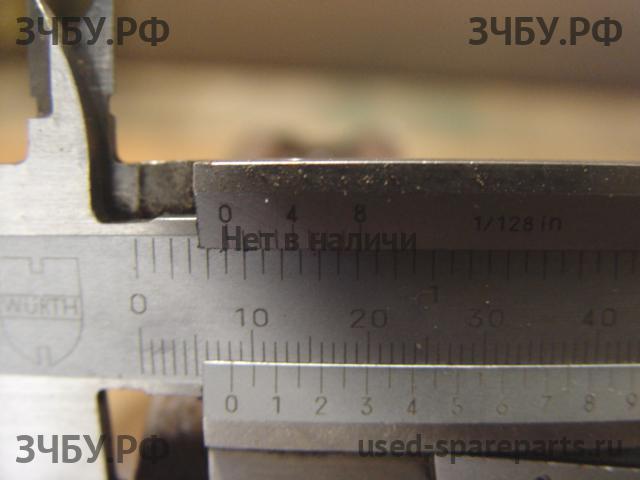 ЗЧБУ.РФ ЗЧБУ.РФ
0 4 8 1/128 in
Нет в наличи
WÜRTH
0 1
10 20 30 40
0 1 2 3 4 5 6 7 8 9
ЗЧБУ.РФ used-spareparts.ru